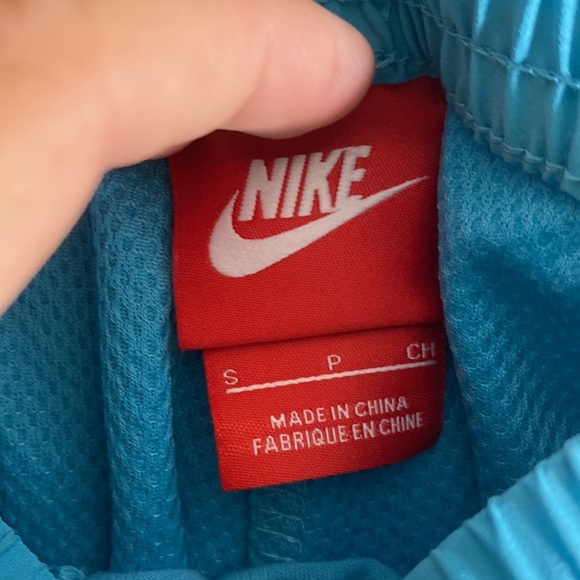 NIKE
S P CH
MADE IN CHINA
FABRIQUE EN CHINE